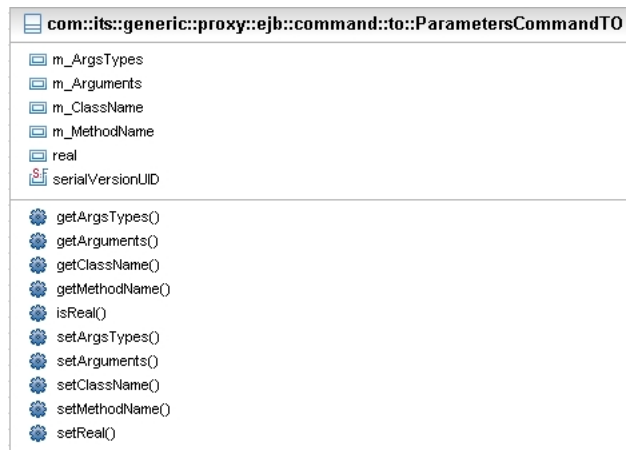 com::its::generic::proxy::ejb::command::to::ParametersCommandTO
m_ArgsTypes
m_Arguments
m_ClassName
m_MethodName
real
S F serialVersionUID
getArgsTypes()
getArguments()
getClassName()
getMethodName()
isReal()
setArgsTypes()
setArguments()
setClassName()
setMethodName()
setReal()